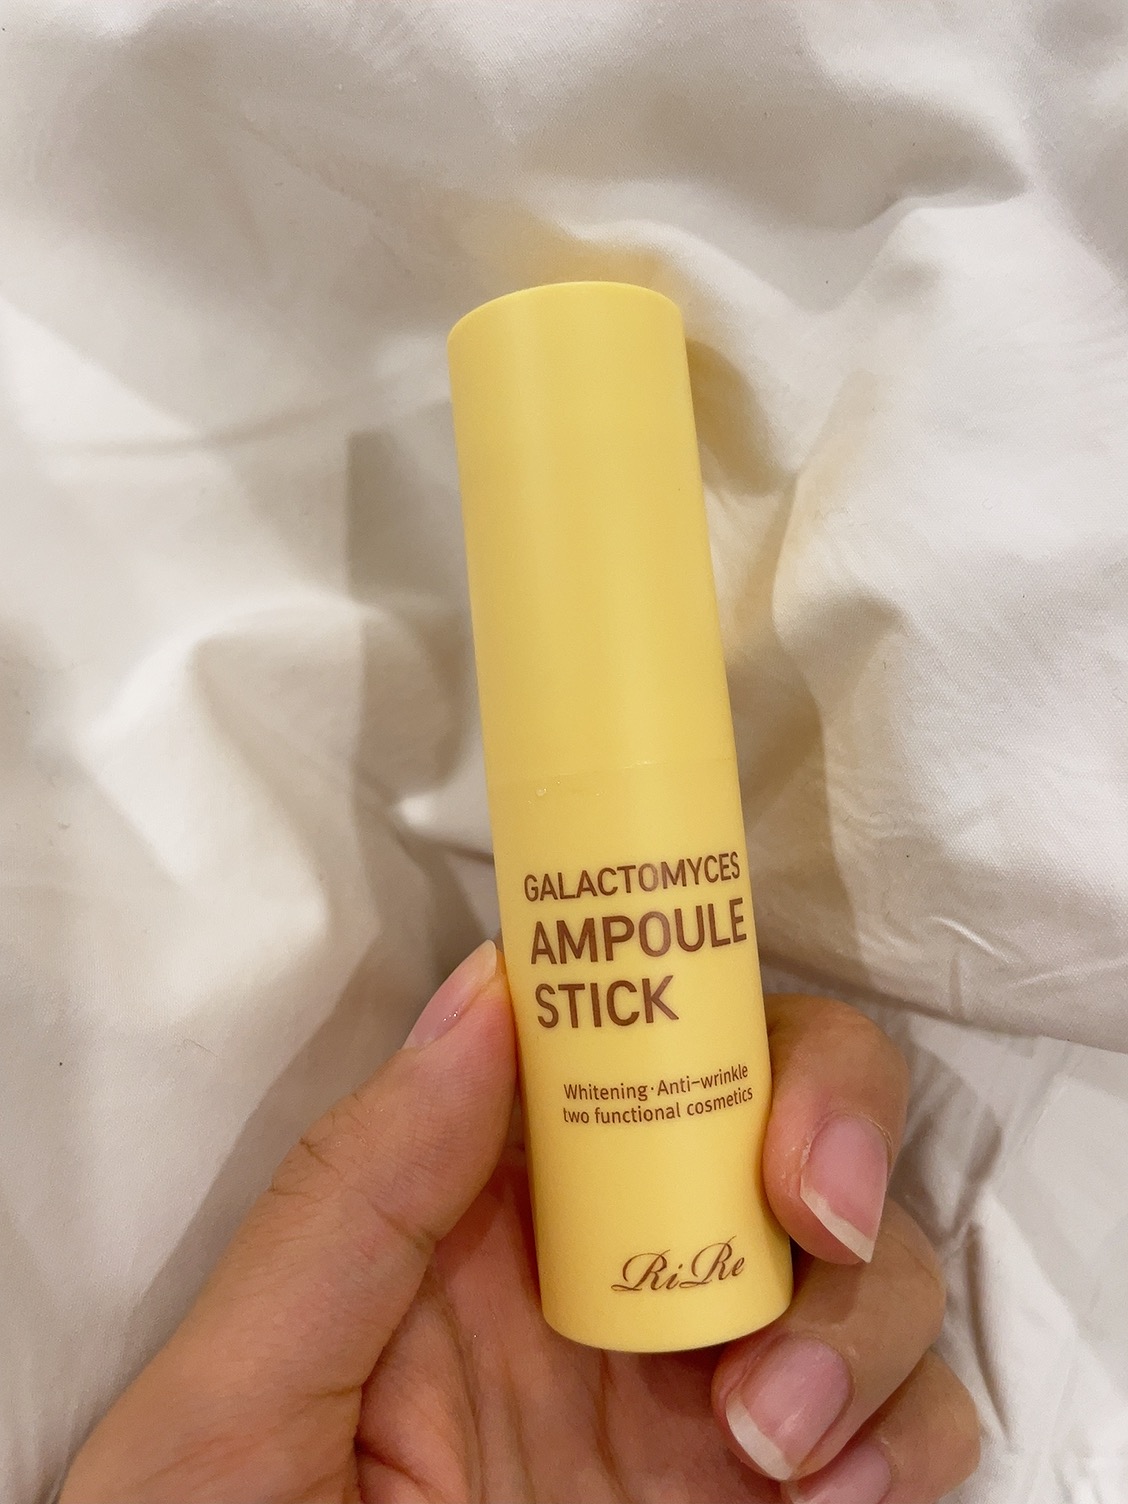 GALACTOMYCES
AMPOULE
STICK
Whitening·Anti-wrinkle
two functional cosmetics
RiRe